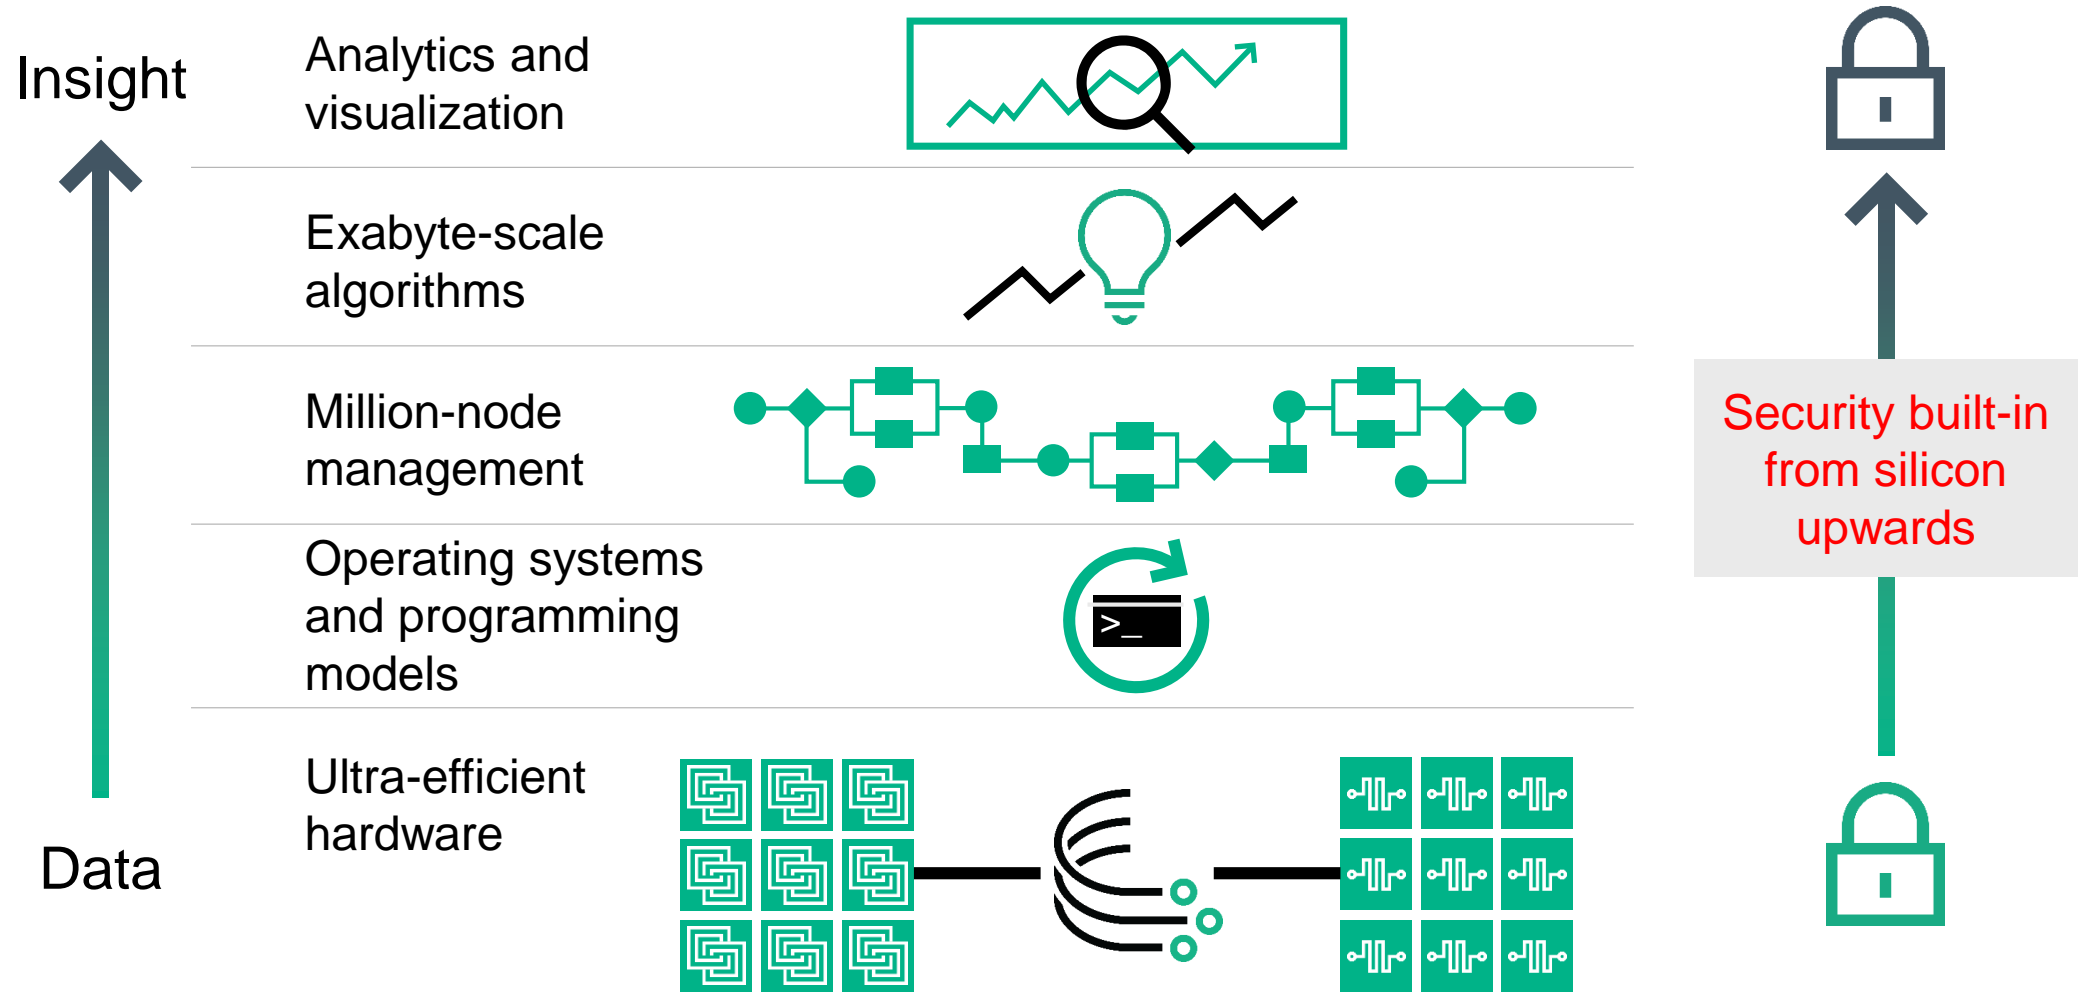 Insight
Analytics and
visualization
Exabyte-scale
algorithms
Million-node
management
Operating systems
and programming
models
>_
Ultra-efficient
hardware
Data
Security built-in
from silicon
upwards